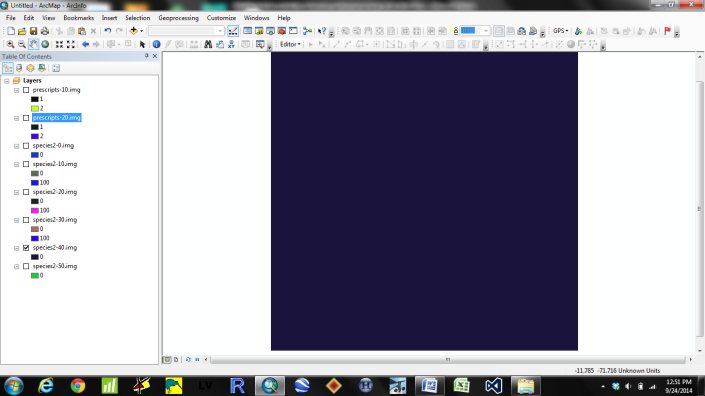 Untitled - ArcMap - ArcInfo
File Edit View Bookmarks Insert Selection Geoprocessing Customize Windows Help
GPS
Editor
Table Of Contents
Layers
prescripts-10.img
1
2
prescripts-20.img
1
2
species2-0.img
0
species2-10.img
0
100
species2-20.img
0
100
species2-30.img
0
100
species2-40.img
0
species2-50.img
0
-11.785 -71.716 Unknown Units
LV R W
12:51 PM
9/24/2014